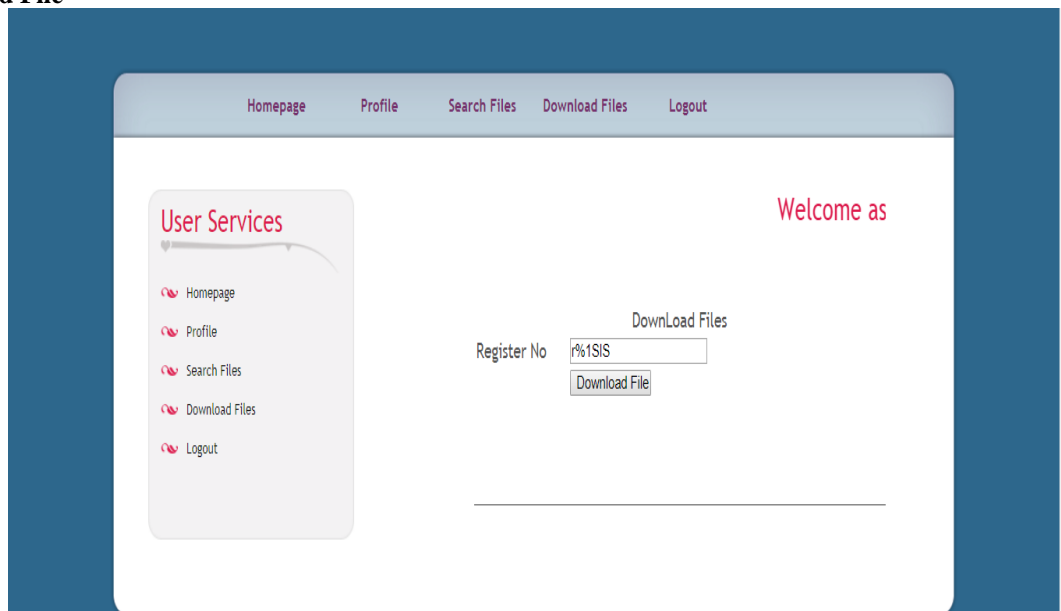 d File
Homepage Profile Search Files Download Files Logout
User Services
Homepage
Profile
Search Files
Download Files
Logout
Welcome as
DownLoad Files
Register No r%1SIS
Download File